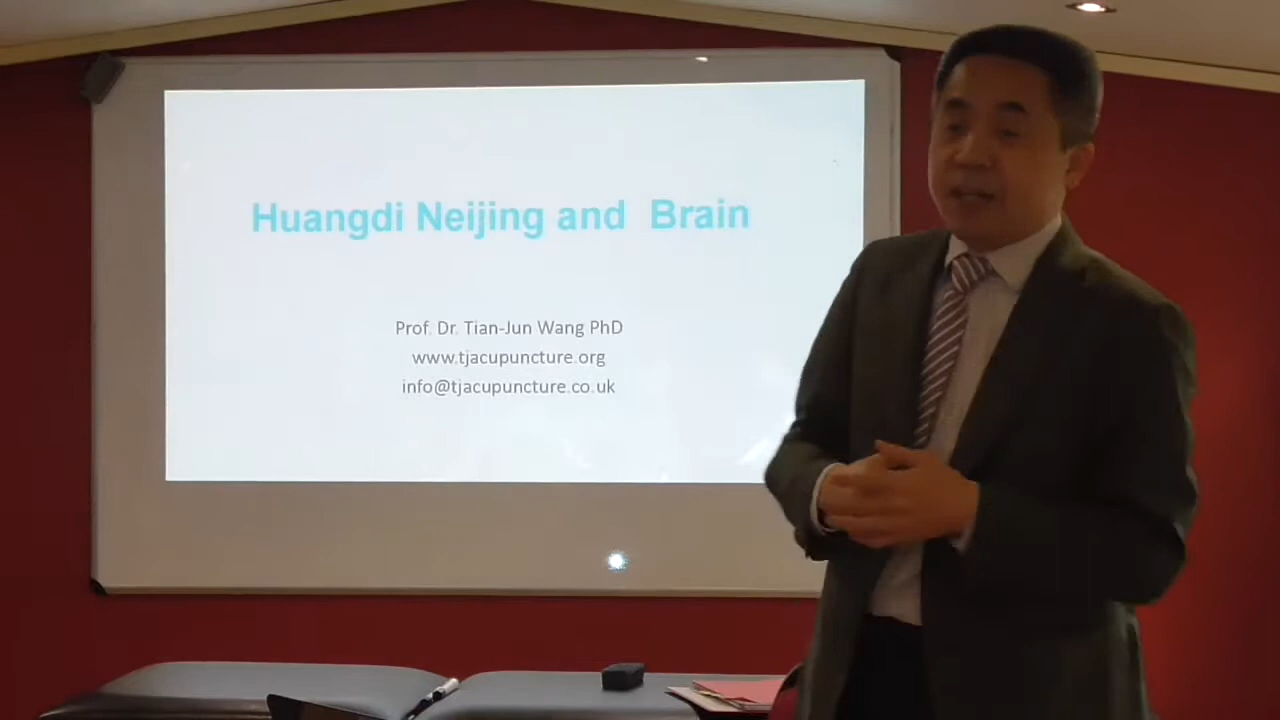 Huangdi Neijing and Brain
Prof. Dr. Tian-Jun Wang PhD
www.tjacupuncture.org
info@tjacupuncture.co.uk